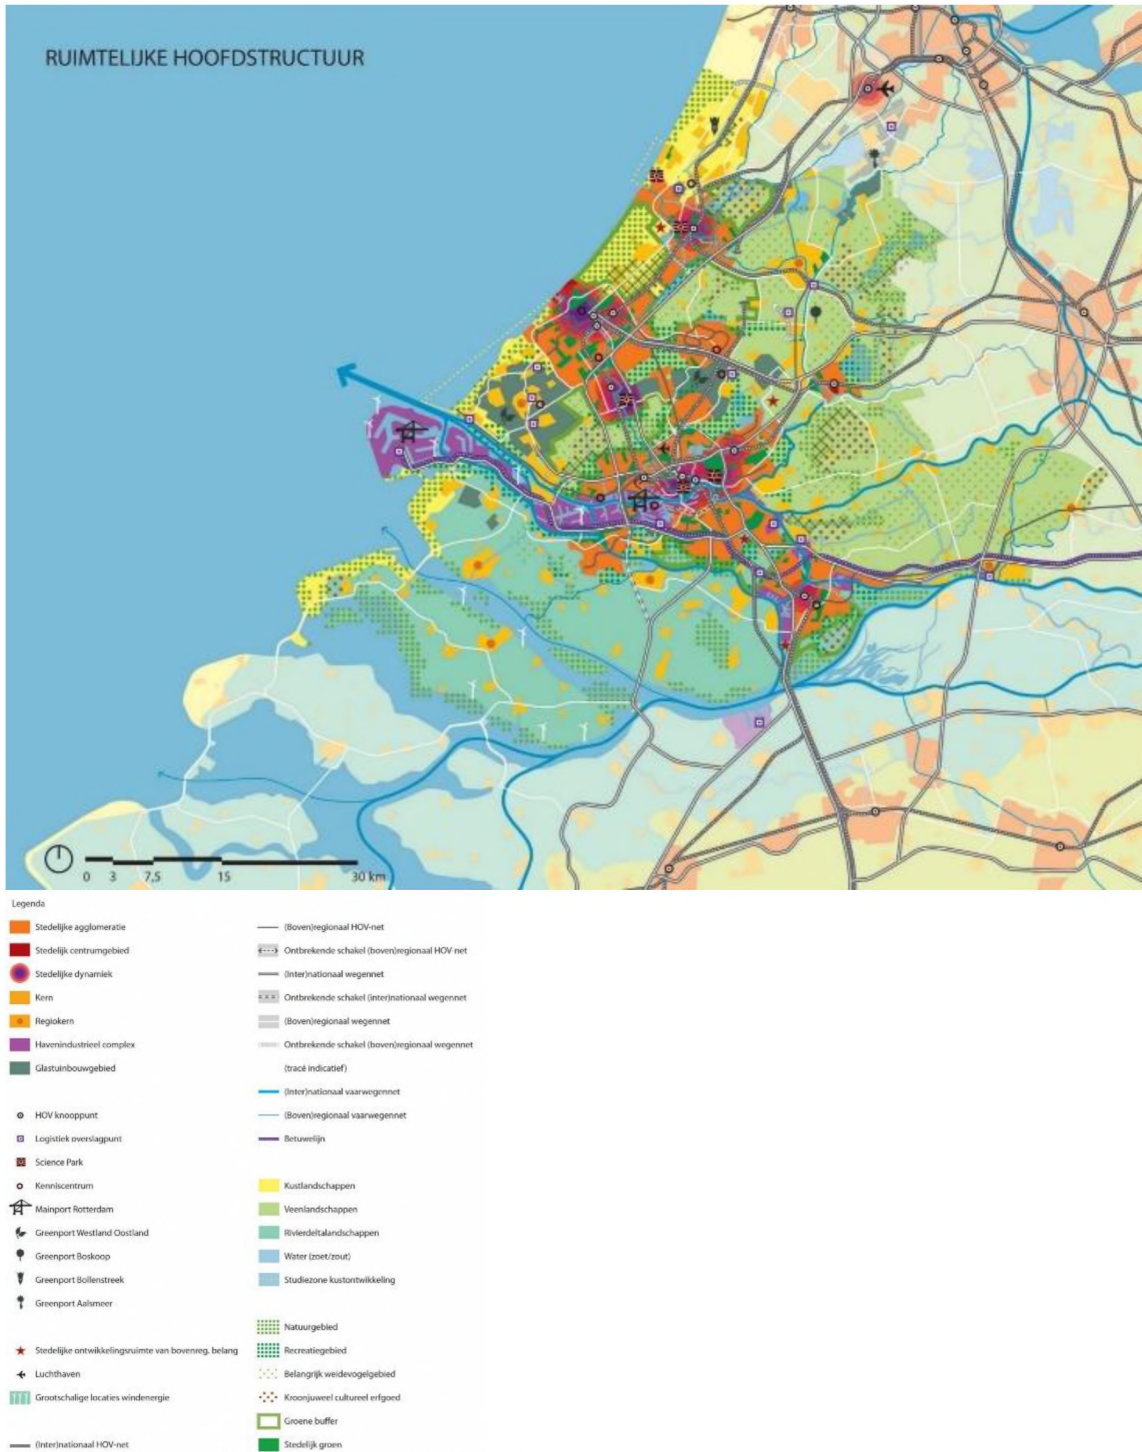 RUIMTELIJKE HOOFDSTRUCTUUR
0 3 7,5 15 30 km
Legenda
Stedelijke agglomeratie
Stedelijk centrumgebied
Stedelijke dynamiek
Kern
Regiokern
Havenindustrieel complex
Glastuinbouwgebied
HOV knooppunt
Logistiek overslagpunt
Science Park
Kenniscentrum
Mainport Rotterdam
Greenport Westland Oostland
Greenport Boskoop
Greenport Bollenstreek
Greenport Aalsmeer
Stedelijke ontwikkelingsruimte van bovenreg. belang
Luchthaven
Grootschalige locaties windenergie
(Inter)nationaal HOV-net
(Boven)regionaal HOV-net
Ontbrekende schakel (boven)regionaal HOV-net
(Inter)nationaal wegennet
Ontbrekende schakel (inter)nationaal wegennet
(Boven)regionaal wegennet
Ontbrekende schakel (boven)regionaal wegennet
(tracé indicatief)
(Inter)nationaal vaarwegennet
(Boven)regionaal vaarwegennet
Betuwelijn
Kustlandschappen
Veenlandschappen
Rivierdeltalandschappen
Water (zoet/zout)
Studiezone kustontwikkeling
Natuurgebied
Recreatiegebied
Belangrijk weidevogelgebied
Kroonjuweel cultureel erfgoed
Groene buffer
Stedelijk groen